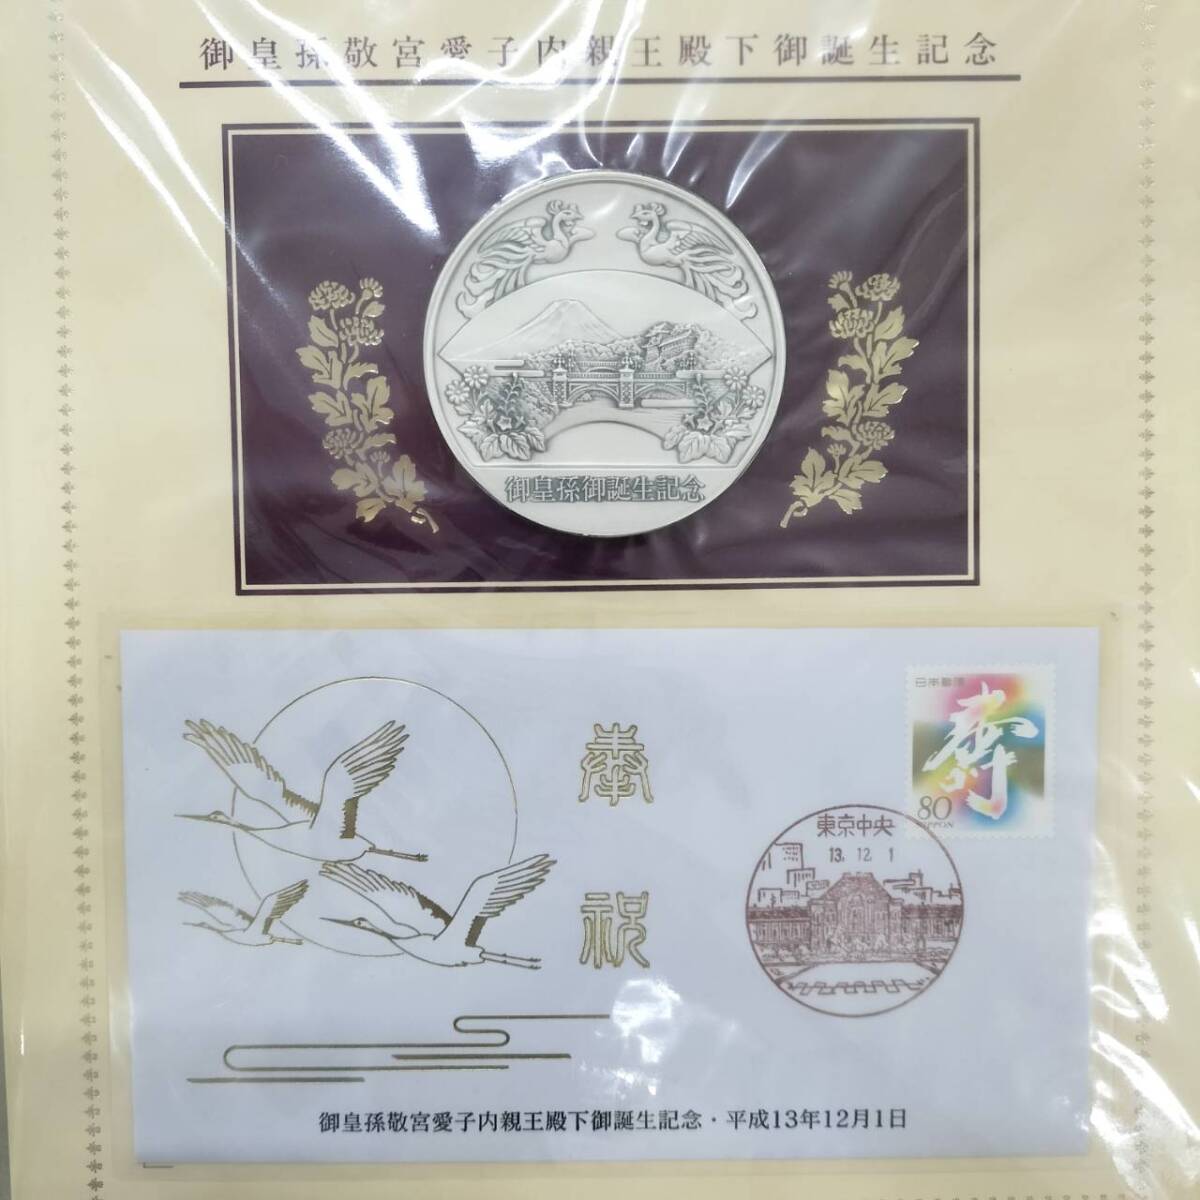 御皇孫敬宮愛子内親王殿下御誕生記念
御皇孫御誕生記念
日本郵便
寿
80
NIPPON
奉
祝
東京中央
13. 12. 1
御皇孫敬宮愛子内親王殿下御誕生記念・平成13年12月1日